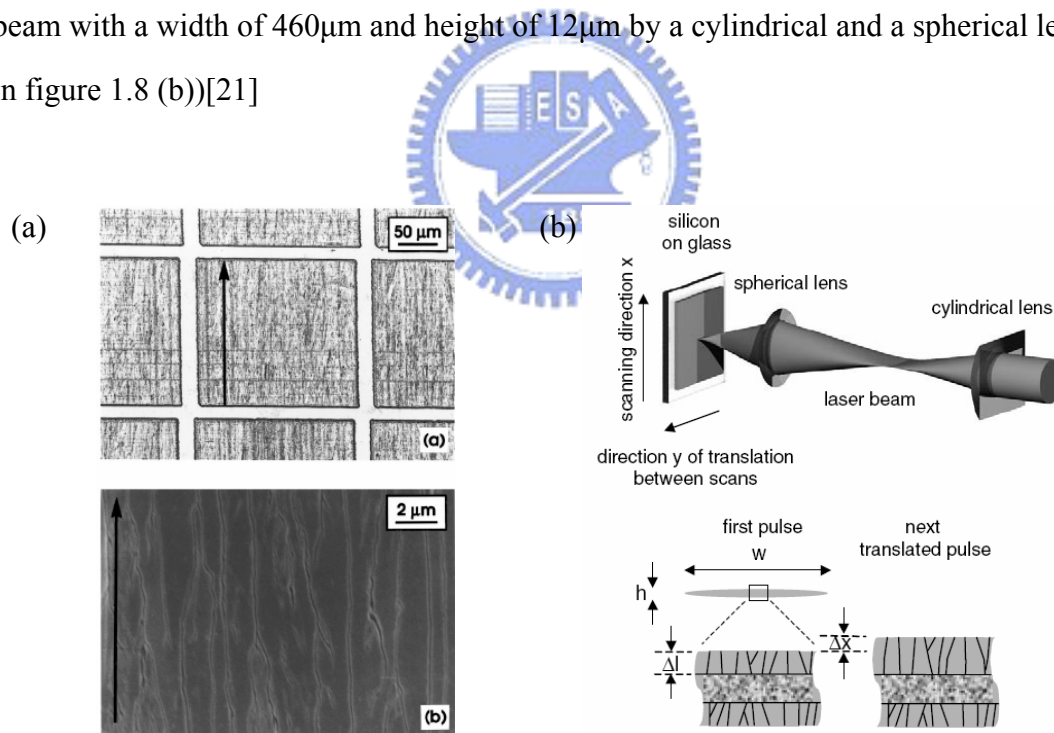 beam with a width of 460μm and height of 12μm by a cylindrical and a spherical le
n figure 1.8 (b))[21]
E S A
(a)
50 μm
(a)
2 μm
(b)
(b)
silicon
on glass
spherical lens
cylindrical lens
scanning direction x
laser beam
direction y of translation
between scans
first pulse
next
translated pulse
w
h
Δl
Δx